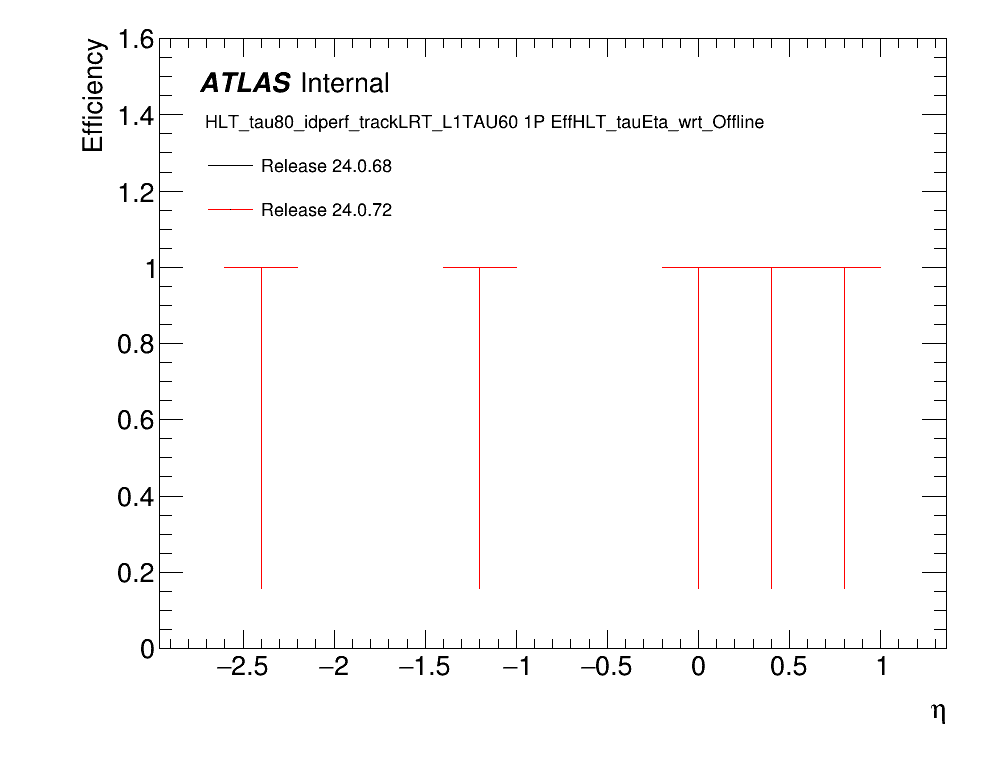 Efficiency
1.6
1.4
1.2
1
0.8
0.6
0.4
0.2
0
ATLAS Internal
HLT_tau80_idperf_trackLRT_L1TAU60 1P EffHLT_tauEta_wrt_Offline
Release 24.0.68
Release 24.0.72
−2.5 −2 −1.5 −1 −0.5 0 0.5 1
η